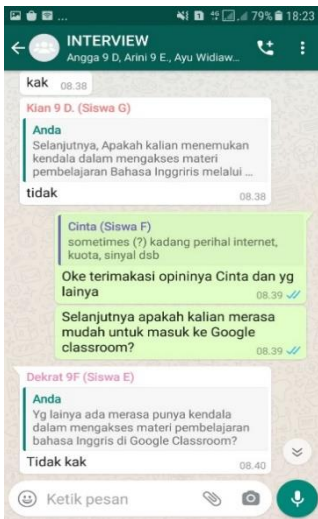 79% 18:23
INTERVIEW
Angga 9 D, Arini 9 E., Ayu Widiaw...
kak 08.38
Kian 9 D. (Siswa G)
Anda
Selanjutnya, Apakah kalian menemukan
kendala dalam mengakses materi
pembelajaran Bahasa Inggriris melalui ...
tidak
08.38
Cinta (Siswa F)
sometimes (?) kadang perihal internet,
kuota, sinyal dsb
Oke terimakasi opininya Cinta dan yg
lainya
08.39
Selanjutnya apakah kalian merasa
mudah untuk masuk ke Google
classroom?
08.39
Dekrat 9F (Siswa E)
Anda
Yg lainya ada merasa punya kendala
dalam mengakses materi pembelajaran
bahasa Inggris di Google Classroom?
Tidak kak
08.40
Ketik pesan